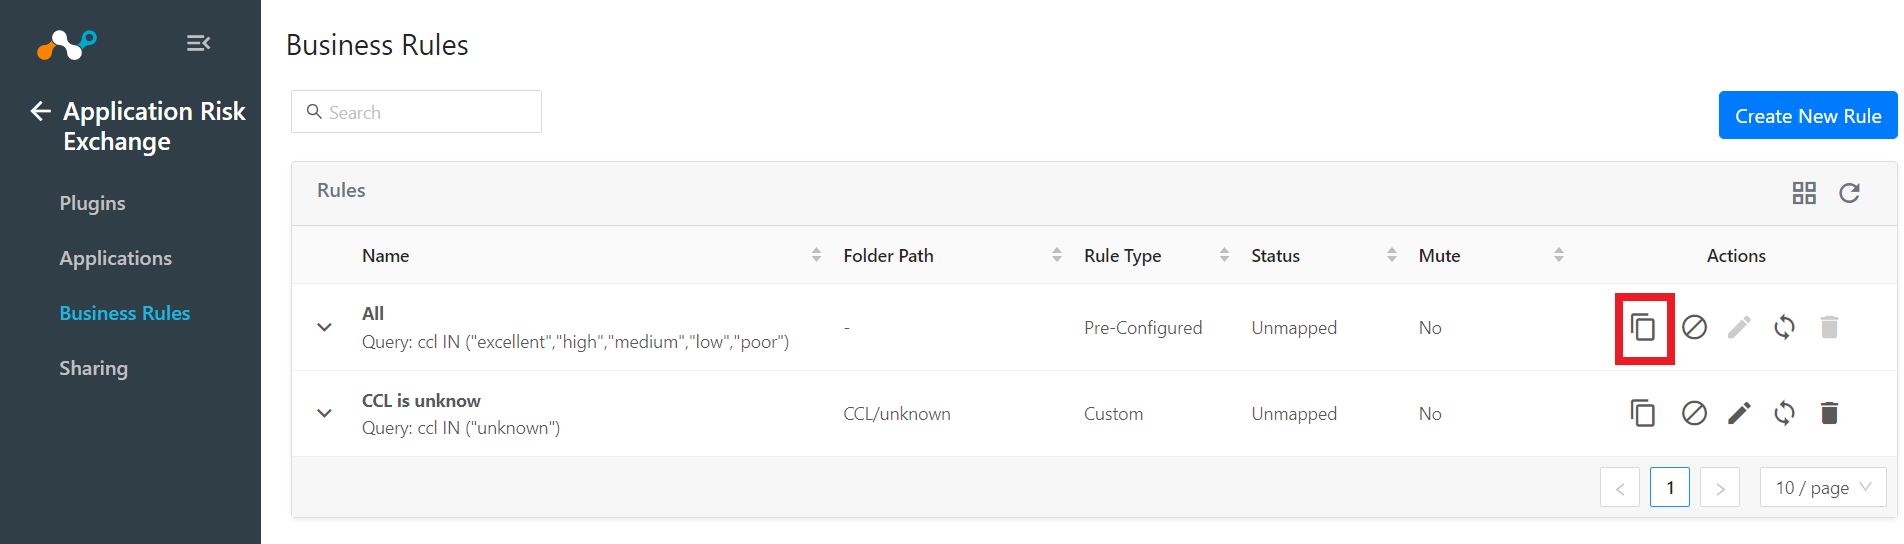 Application Risk
Exchange
Plugins
Applications
Business Rules
Sharing
Business Rules
Search
Create New Rule
Rules
Name Folder Path Rule Type Status Mute Actions
All
Query: ccl IN ("excellent","high","medium","low","poor") - Pre-Configured Unmapped No
CCL is unknow
Query: ccl IN ("unknown") CCL/unknown Custom Unmapped No
< 1 > 10 / page